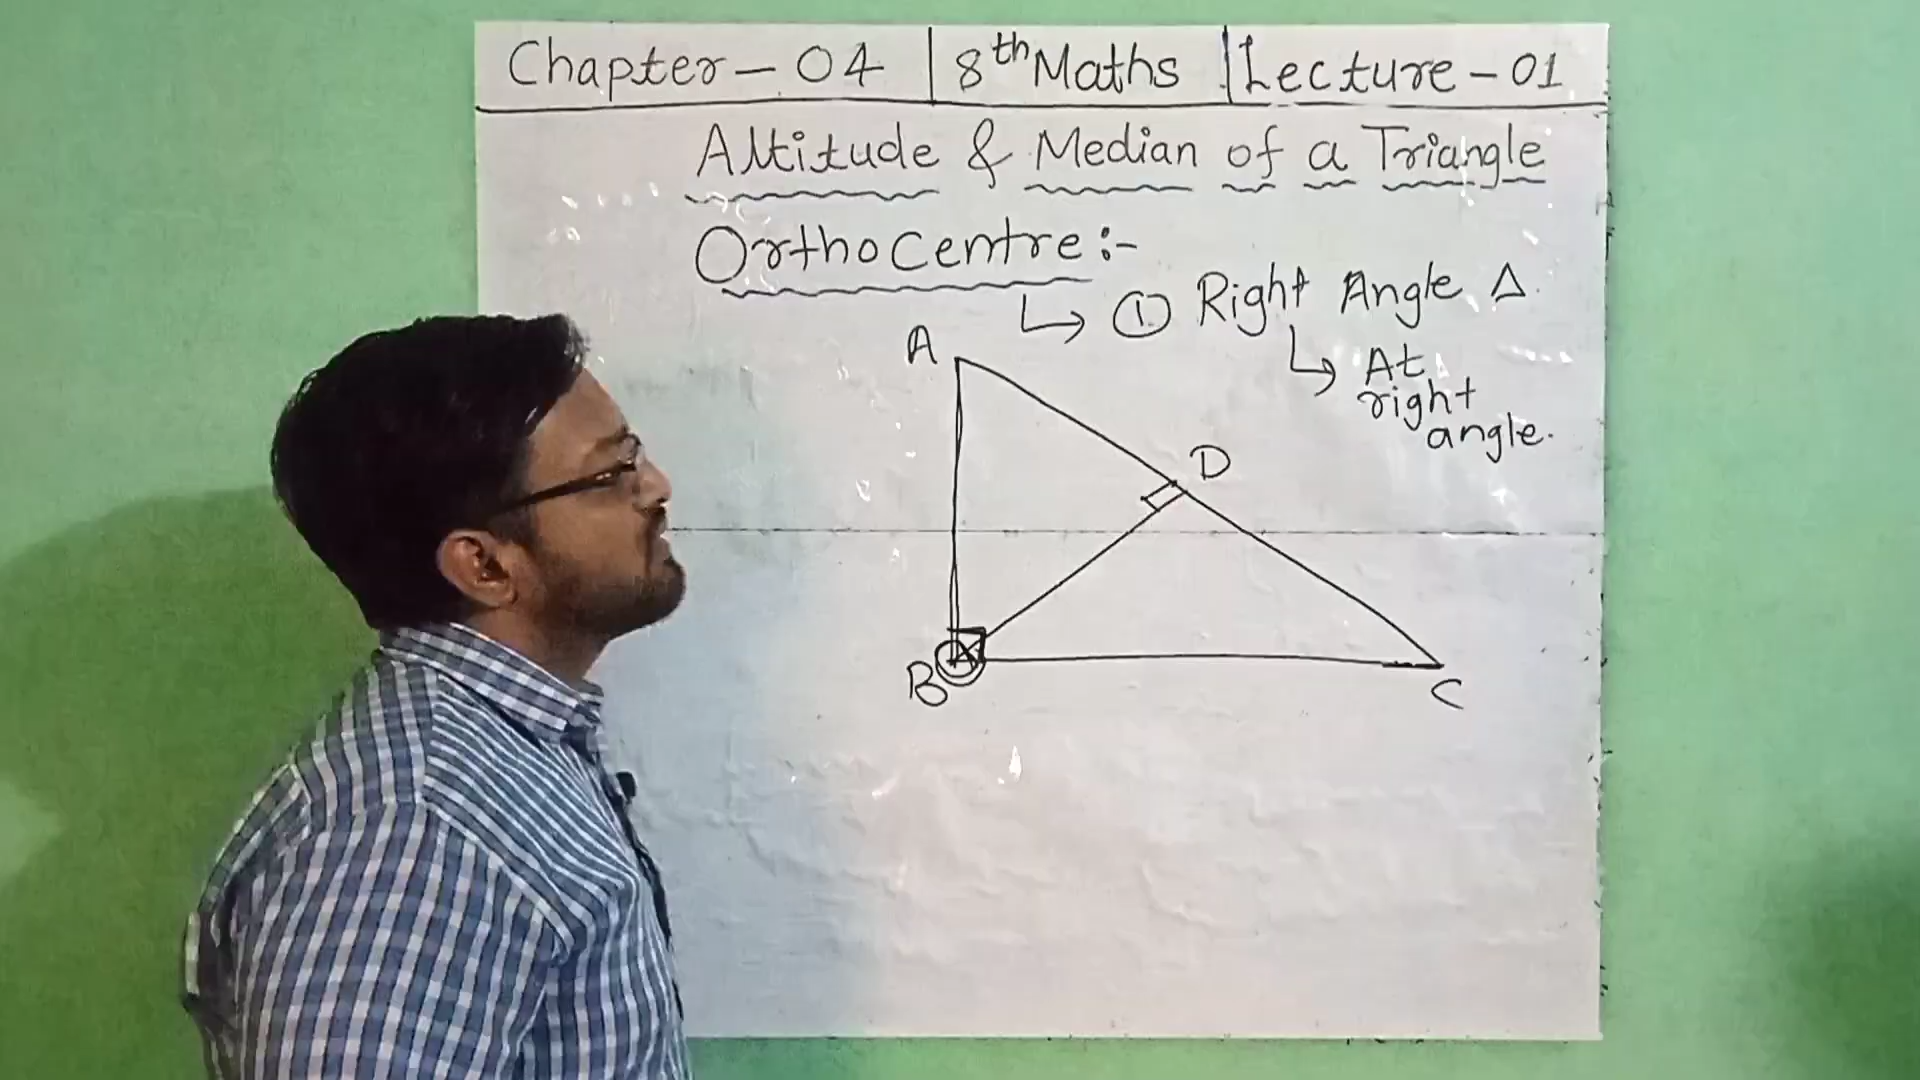 Chapter - 04 | 8th Maths | Lecture - 01
Altitude & Median of a Triangle
Orthocentre :-
↳ ① Right Angle Δ.
↳ At
right
angle.
A
D
B
C